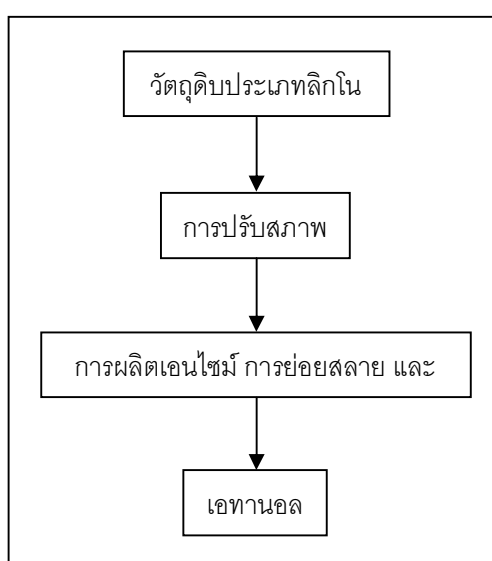 วัตถุดิบประเภทลิกโน
การปรับสภาพ
การผลิตเอนไซม์ การย่อยสลาย และ
เอทานอล